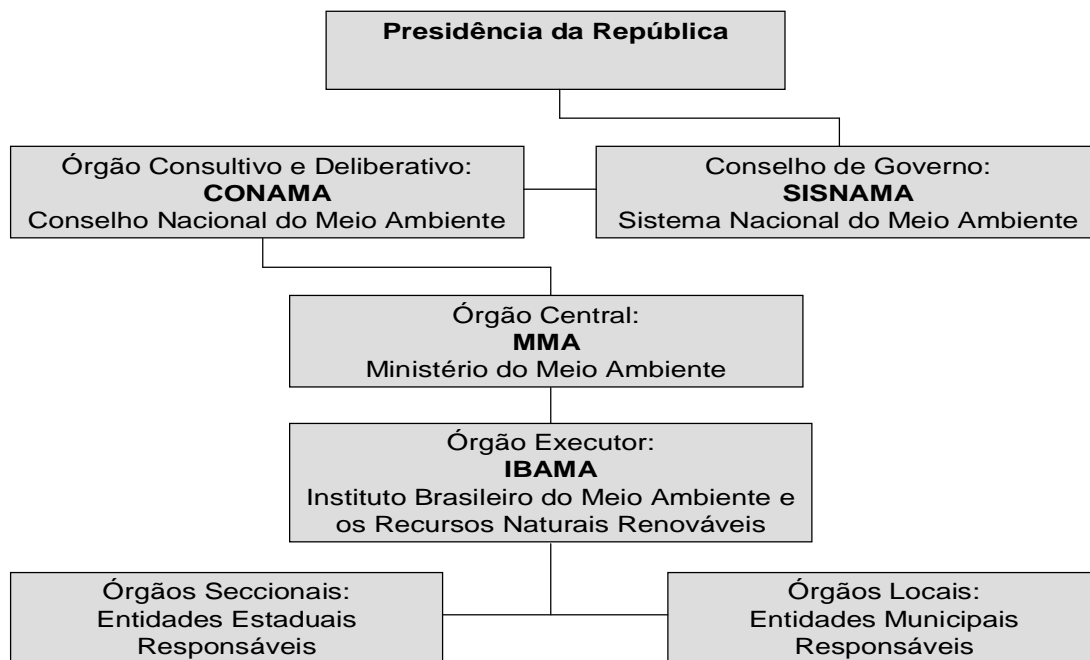 Presidência da República
Órgão Consultivo e Deliberativo:
CONAMA
Conselho Nacional do Meio Ambiente
Conselho de Governo:
SISNAMA
Sistema Nacional do Meio Ambiente
Órgão Central:
MMA
Ministério do Meio Ambiente
Órgão Executor:
IBAMA
Instituto Brasileiro do Meio Ambiente e
os Recursos Naturais Renováveis
Órgãos Seccionais:
Entidades Estaduais
Responsáveis
Órgãos Locais:
Entidades Municipais
Responsáveis